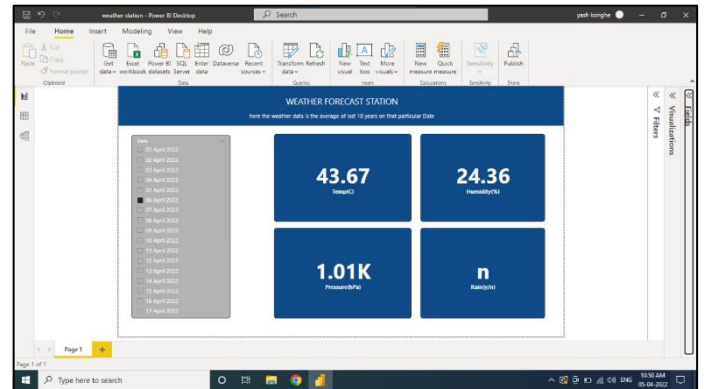 weather station - Power BI Desktop
Search
yash konghe
File Home Insert Modeling View Help
Paste
Cut
Copy
Format painter
Clipboard
Get data
Excel workbook
Power BI datasets
SQL Server
Enter data
Dataverse
Recent sources
Data
Transform data
Refresh
Queries
New visual
Text box
More visuals
Insert
New measure
Quick measure
Calculations
Sensitivity
Sensitivity
Publish
Share
WEATHER FORECAST STATION
here the weather data is the average of last 10 years on that particular Date
Date
01 April 2022
02 April 2022
03 April 2022
04 April 2022
05 April 2022
06 April 2022
07 April 2022
08 April 2022
09 April 2022
10 April 2022
11 April 2022
12 April 2022
13 April 2022
14 April 2022
15 April 2022
16 April 2022
17 April 2022
43.67
Temp(C)
24.36
Humidity(%)
1.01K
Pressure(hPa)
n
Rain(y/n)
Filters
Visualizations
Fields
Page 1
Page 1 of 1
Type here to search
ENG
10:50 AM
05-04-2022